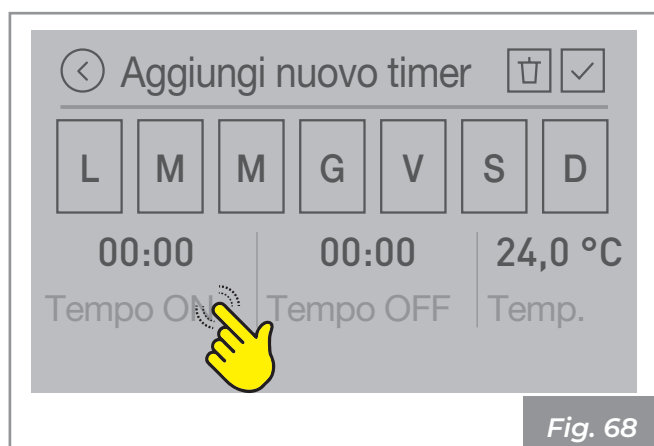 Aggiungi nuovo timer
L M M G V S D
00:00 00:00 24,0 °C
Tempo ON Tempo OFF Temp.
Fig. 68